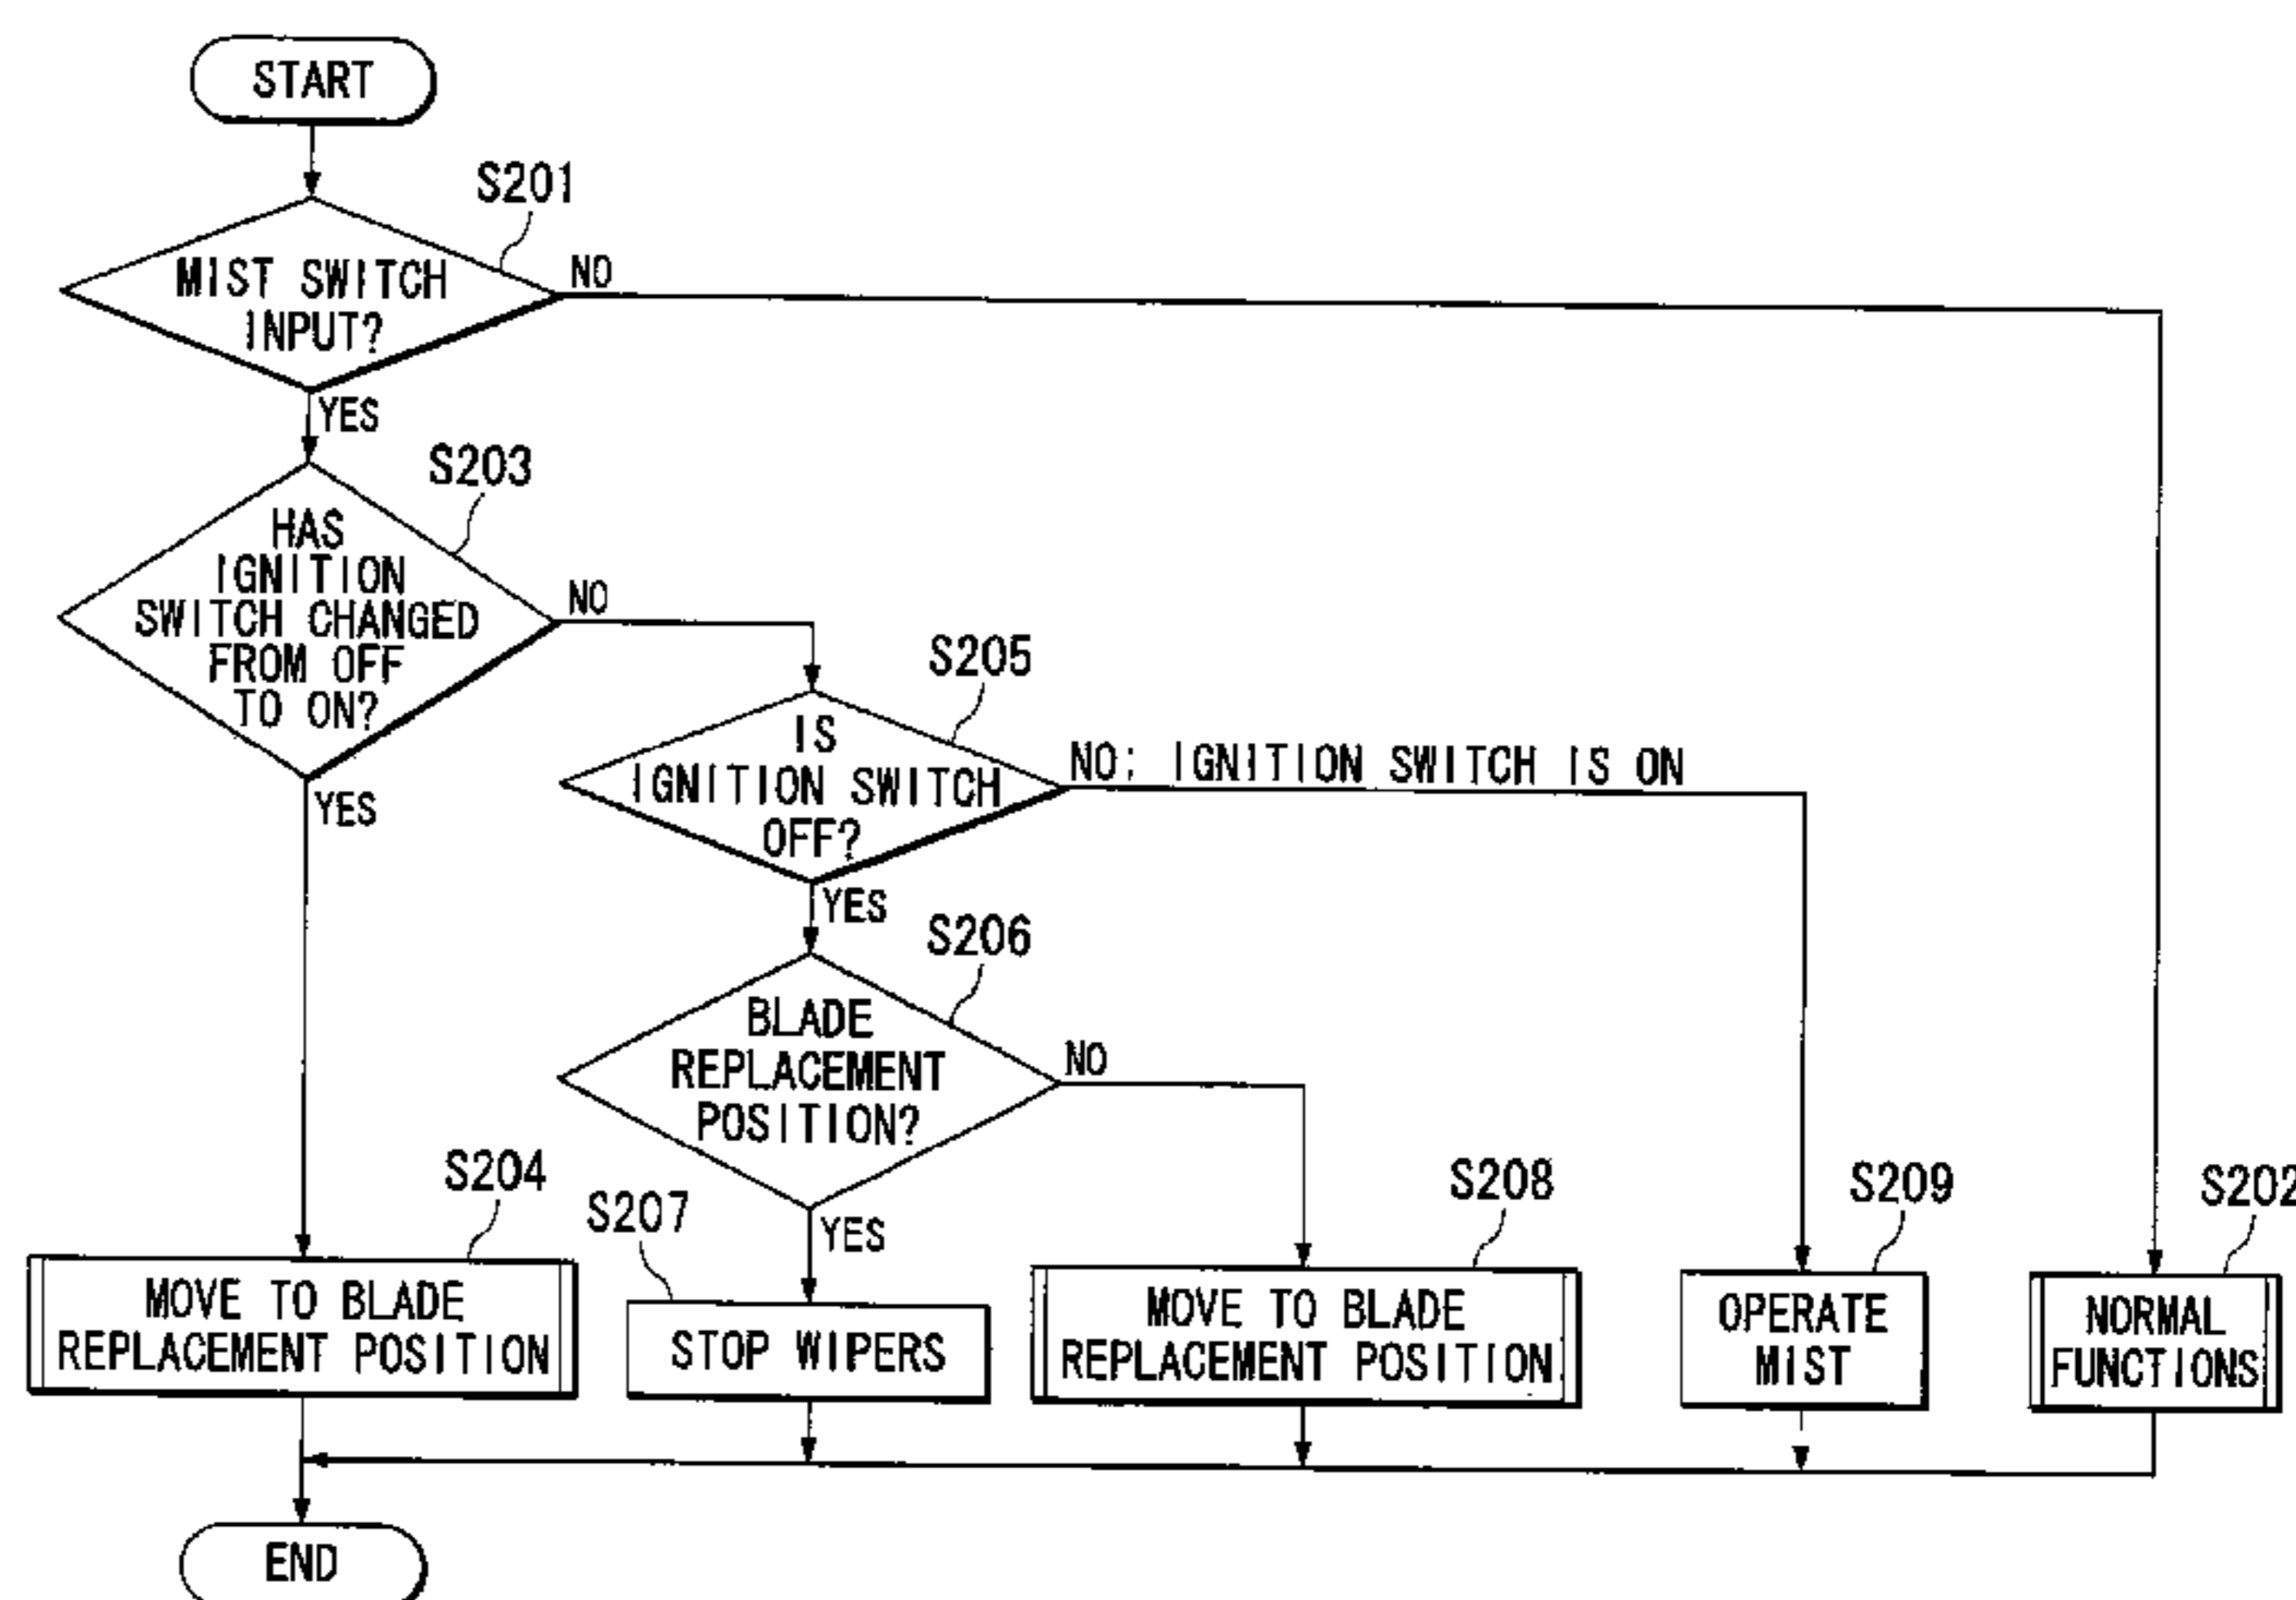 START
S201
MIST SWITCH
INPUT?
NO
YES
S203
HAS
IGNITION
SWITCH CHANGED
FROM OFF
TO ON?
NO
YES
S205
IS
IGNITION SWITCH
OFF?
NO; IGNITION SWITCH IS ON
YES
S206
BLADE
REPLACEMENT
POSITION?
NO
YES
S204
MOVE TO BLADE
REPLACEMENT POSITION
S207
STOP WIPERS
S208
MOVE TO BLADE
REPLACEMENT POSITION
S209
OPERATE
MIST
S202
NORMAL
FUNCTIONS
END